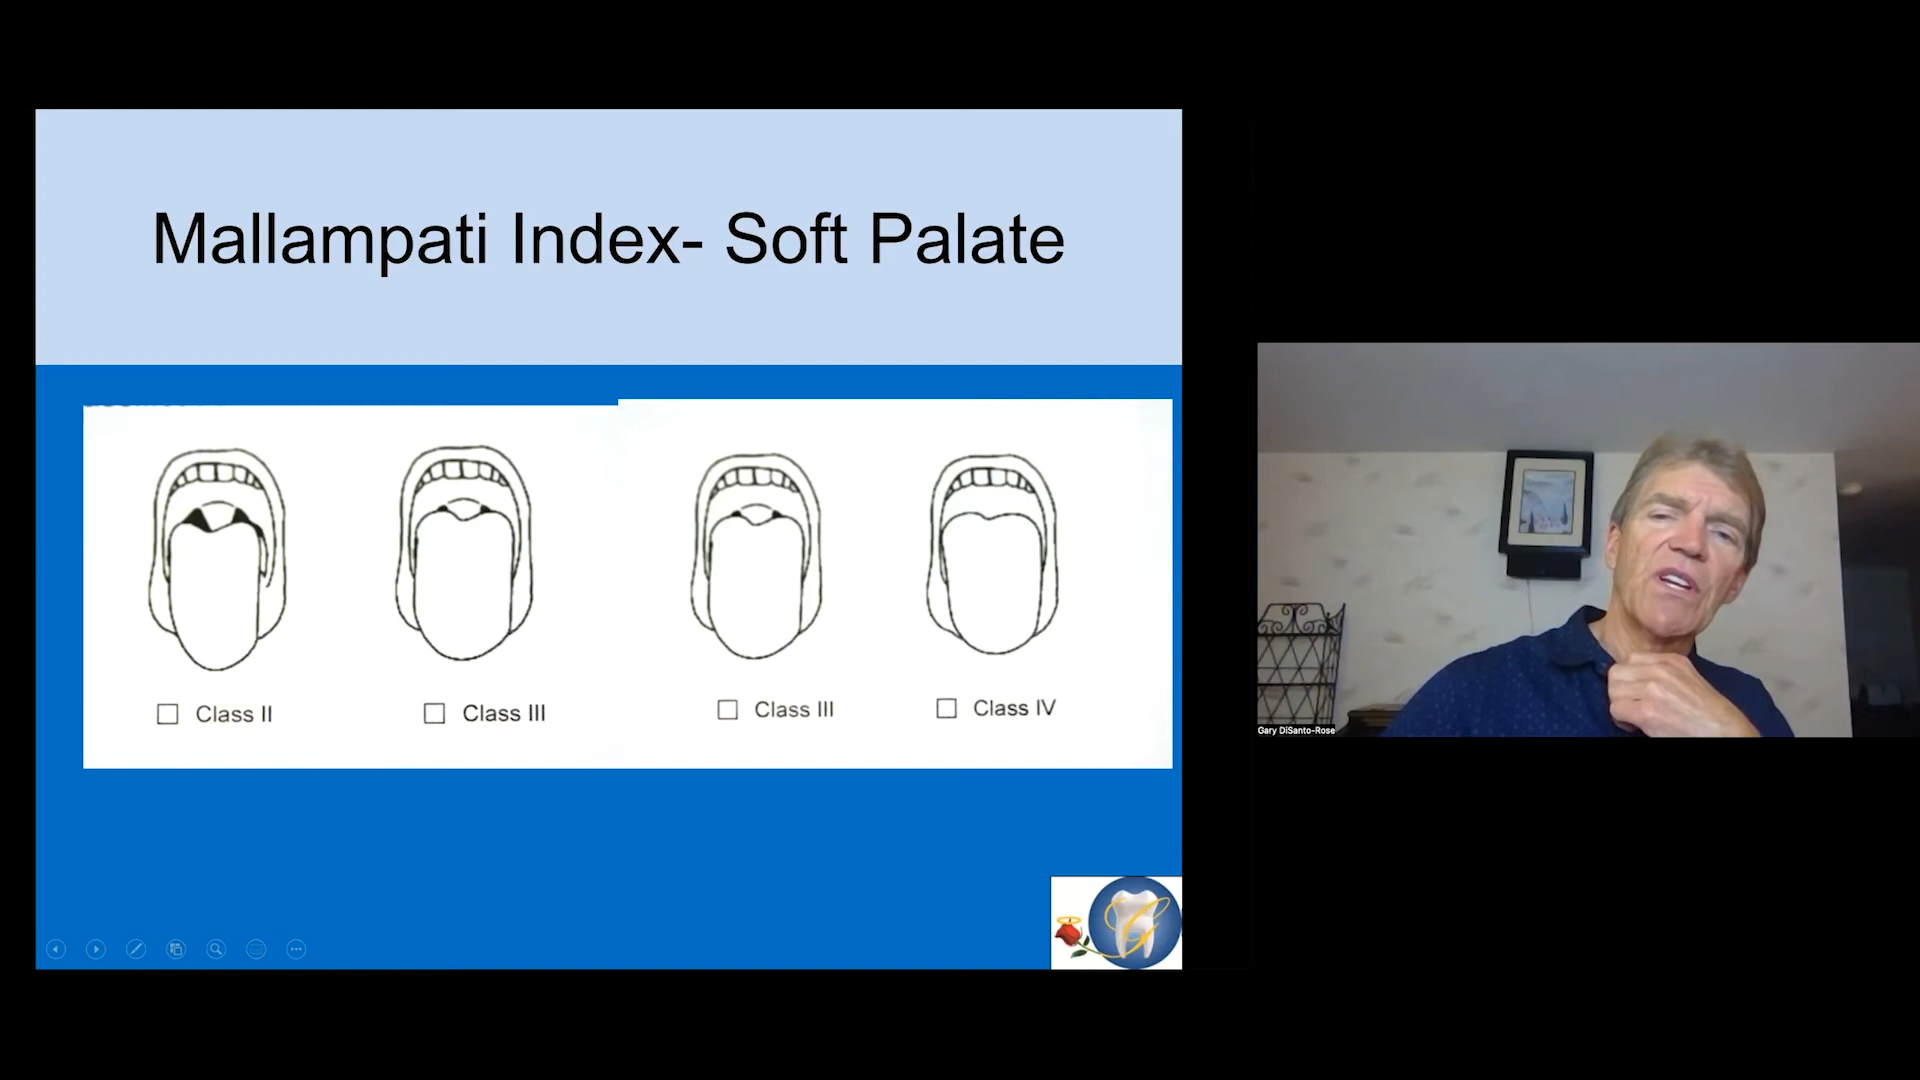 Mallampati Index- Soft Palate
Class II
Class III
Class III
Class IV
Gary DiSanto-Rose